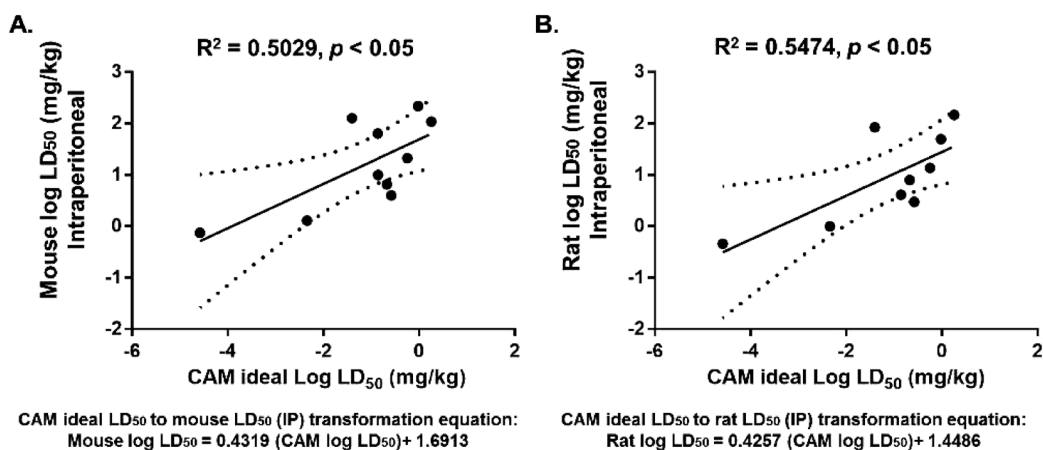 A.
R² = 0.5029, p < 0.05
Mouse log LD₅₀ (mg/kg)
Intraperitoneal
3
2
1
0
-1
-2
-6
-4
-2
0
2
CAM ideal Log LD₅₀ (mg/kg)
CAM ideal LD₅₀ to mouse LD₅₀ (IP) transformation equation:
Mouse log LD₅₀ = 0.4319 (CAM log LD₅₀)+ 1.6913
B.
R² = 0.5474, p < 0.05
Rat log LD₅₀ (mg/kg)
Intraperitoneal
3
2
1
0
-1
-2
-6
-4
-2
0
2
CAM ideal Log LD₅₀ (mg/kg)
CAM ideal LD₅₀ to rat LD₅₀ (IP) transformation equation:
Rat log LD₅₀ = 0.4257 (CAM log LD₅₀)+ 1.4486